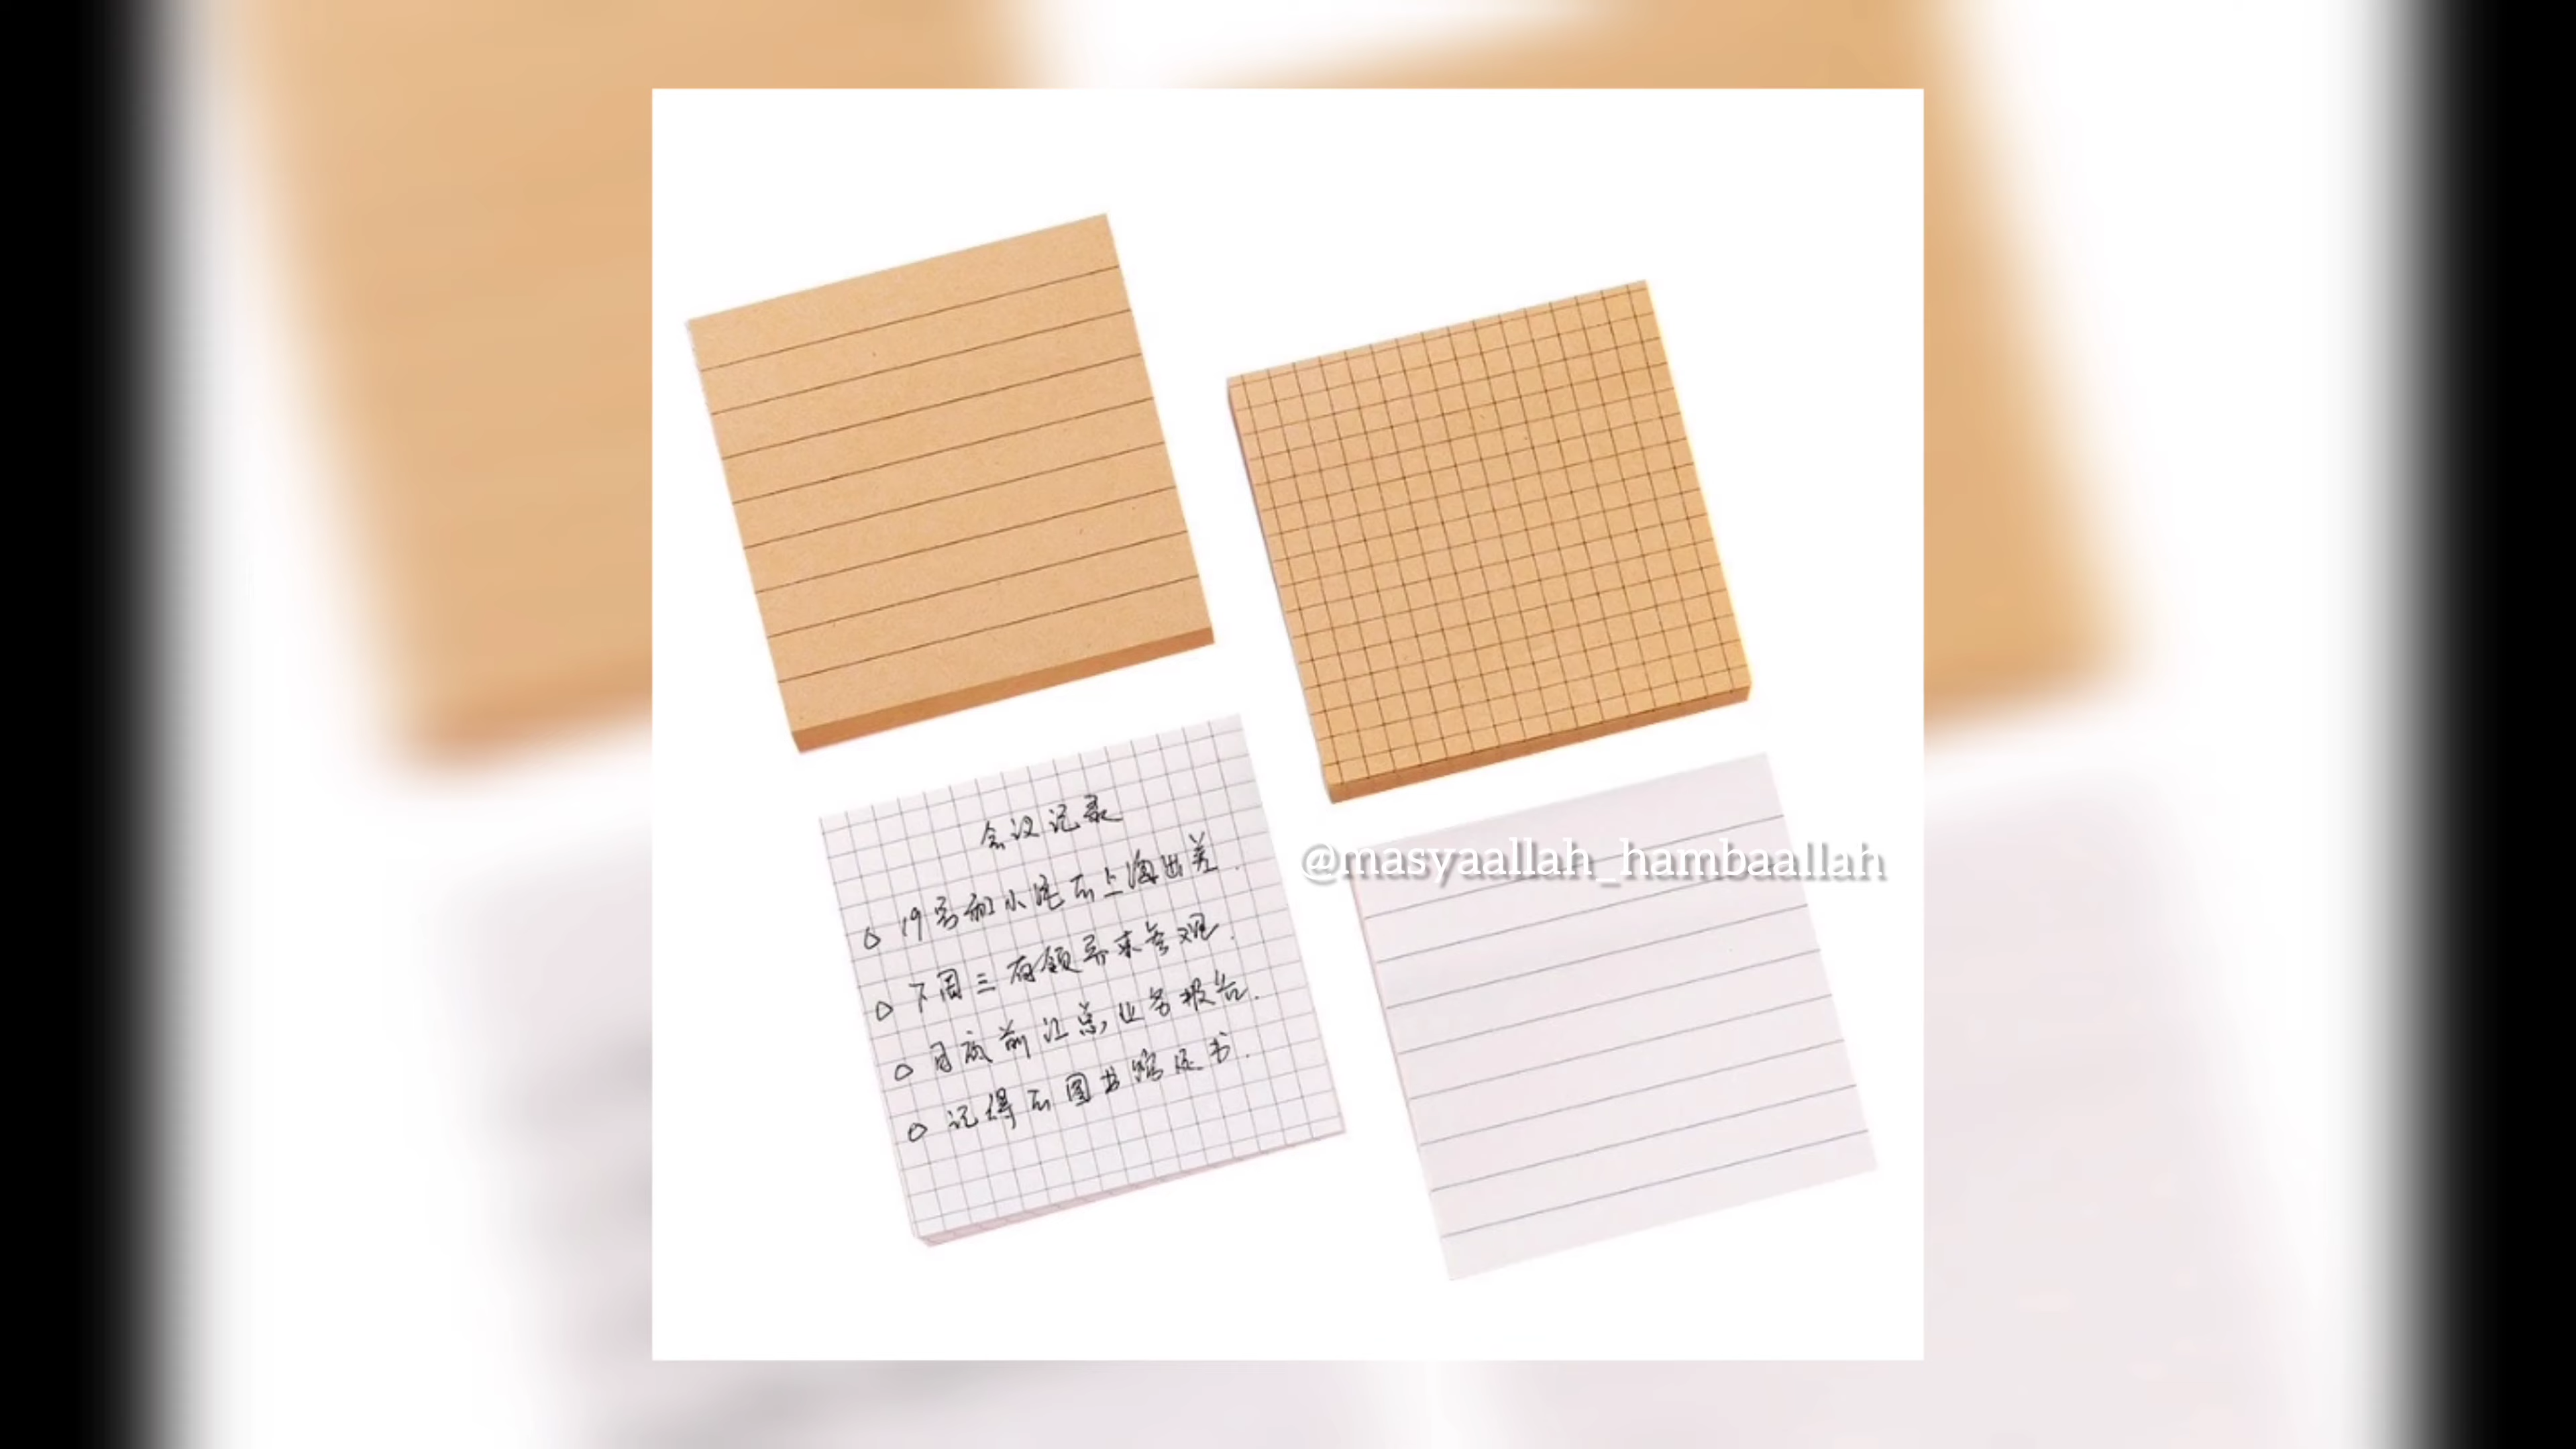 会议记录
19号和小陈去上海出差.
下周三有领导来参观.
月底前汇总业务报告.
记得去图书馆还书.
@masyaallah_hambaallah